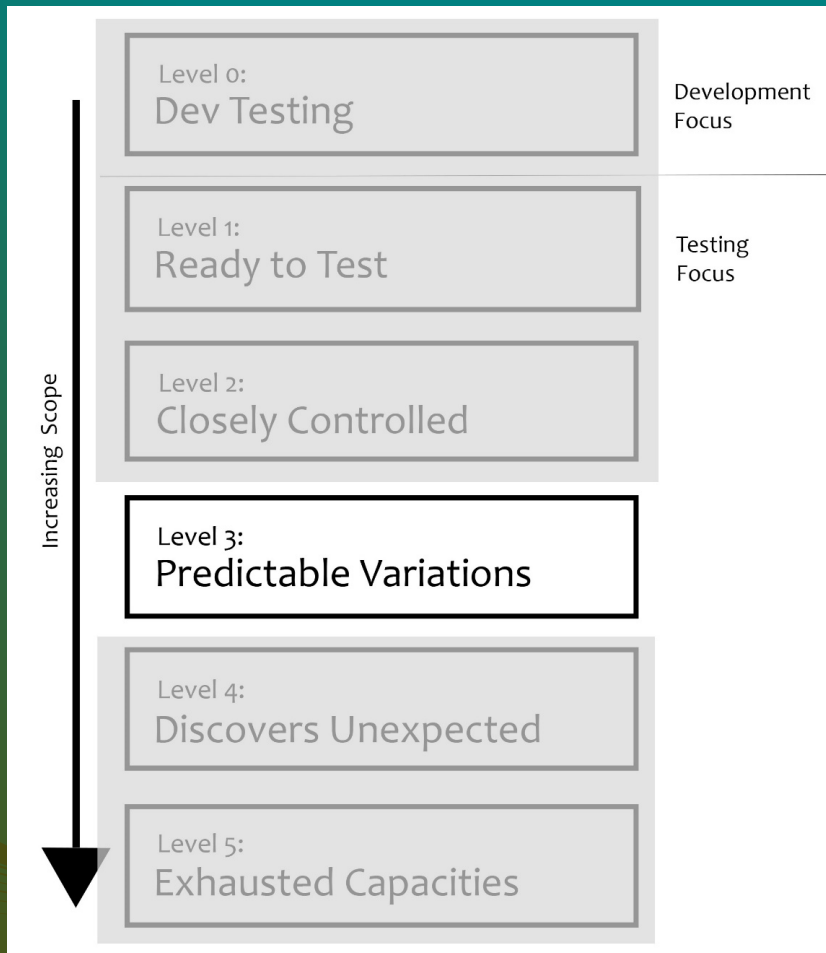 Level 0:
Dev Testing
Development
Focus
Level 1:
Ready to Test
Testing
Focus
Level 2:
Closely Controlled
Increasing Scope
Level 3:
Predictable Variations
Level 4:
Discovers Unexpected
Level 5:
Exhausted Capacities